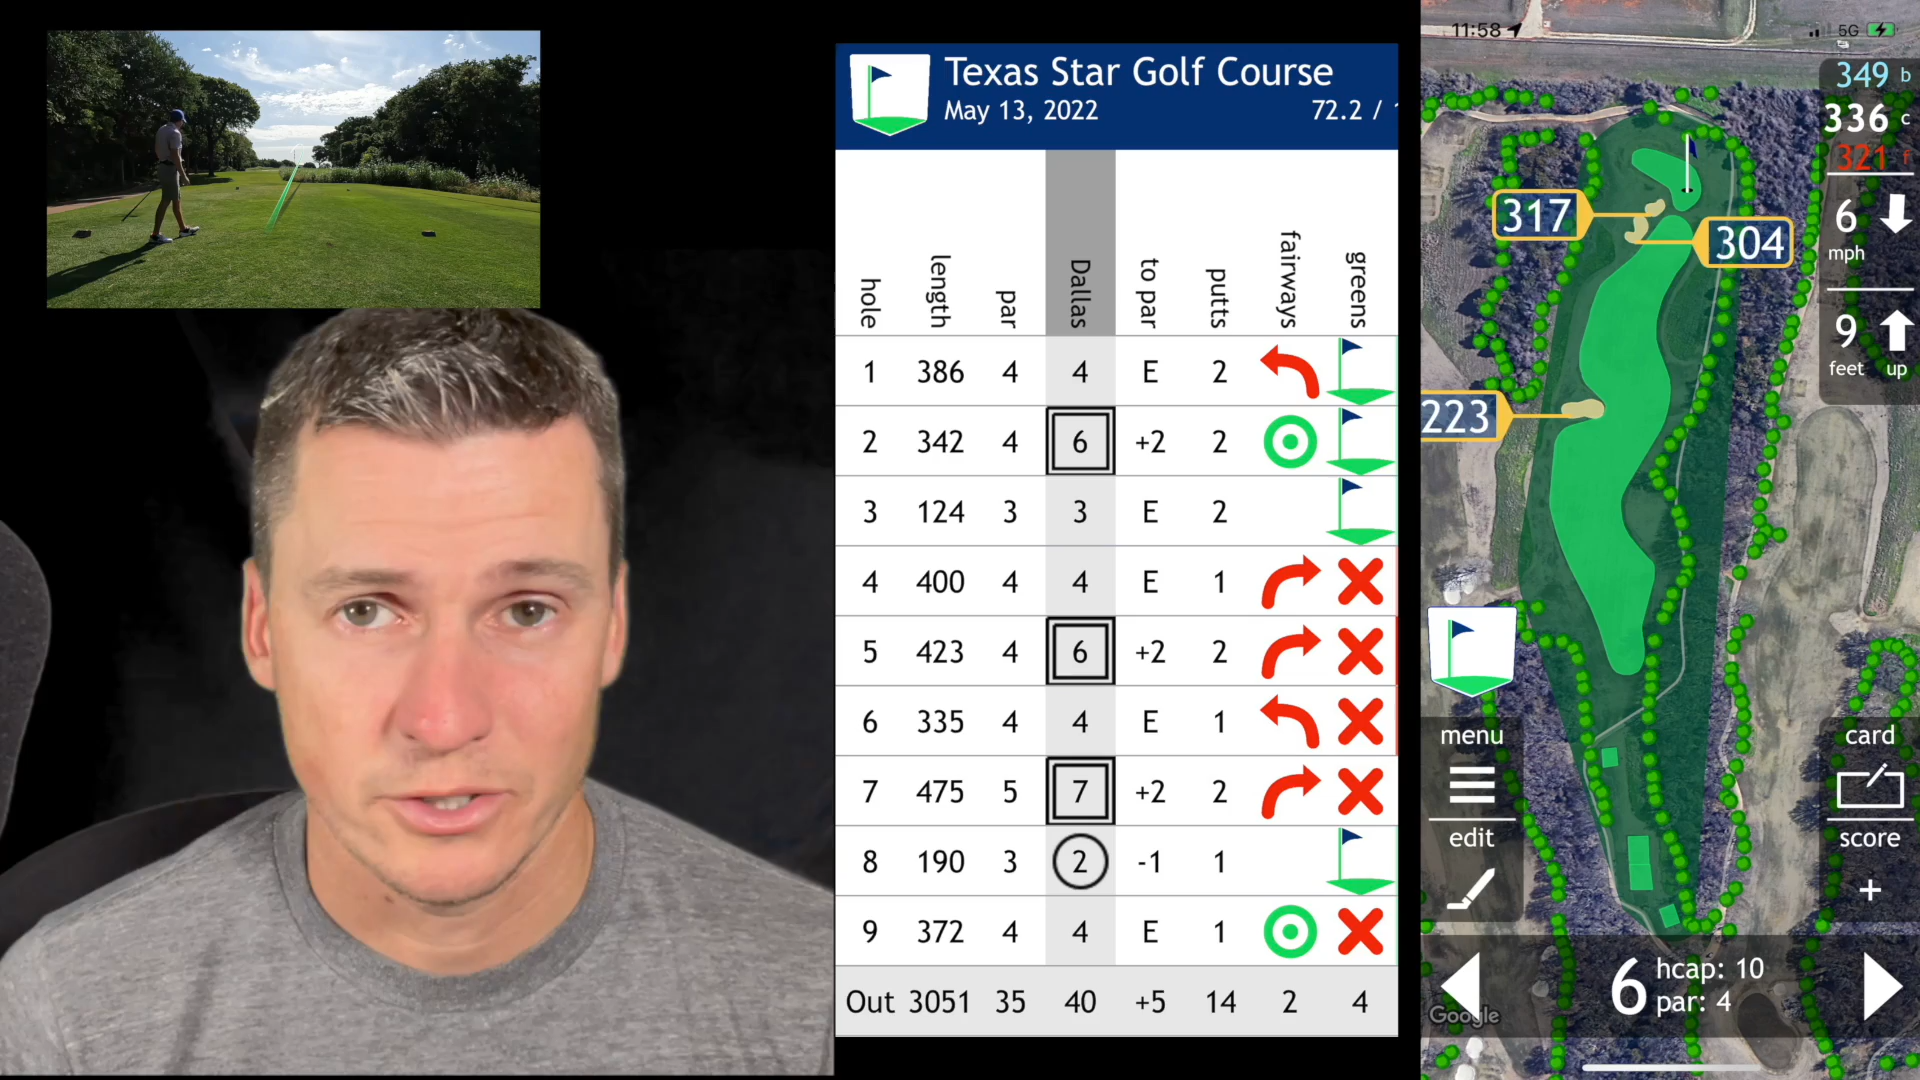 Texas Star Golf Course
May 13, 2022 72.2 /
hole length par Dallas to par putts fairways greens
1 386 4 4 E 2
2 342 4 6 +2 2
3 124 3 3 E 2
4 400 4 4 E 1
5 423 4 6 +2 2
6 335 4 4 E 1
7 475 5 7 +2 2
8 190 3 2 -1 1
9 372 4 4 E 1
Out 3051 35 40 +5 14 2 4
11:58 5G
349 b
336 c
321 f
6
mph
9
feet up
317
304
223
menu
edit
card
score
+
6 hcap: 10
par: 4
Google